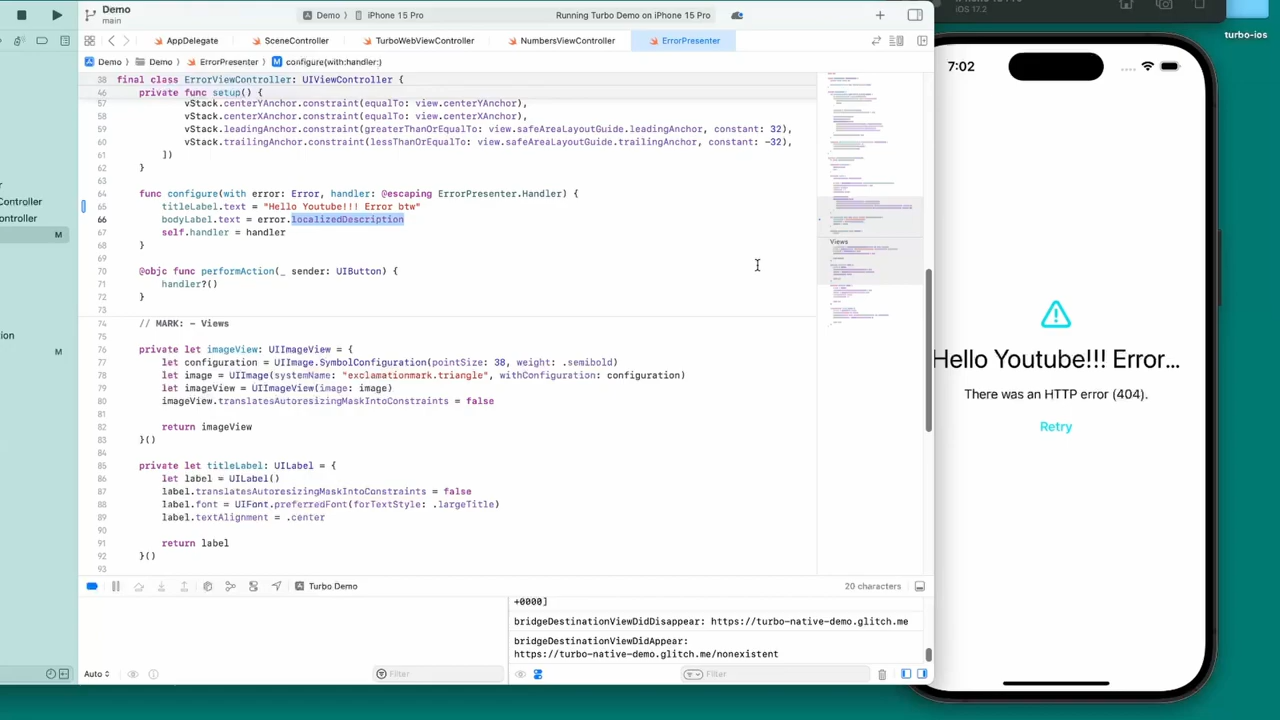 Demo
main
Demo
iPhone 15 Pro
Running Turbo Demo on iPhone 15 Pro
iOS 17.2
turbo-ios
AppDelegate
SceneController
TurboWebViewController
NumbersViewController
ErrorPresenter
Demo
Demo
ErrorPresenter
configure(with:handler:)
38 final class ErrorViewController: UIViewController {
46 private func setup() {
57 vStack.centerYAnchor.constraint(equalTo: view.centerYAnchor),
58 vStack.centerXAnchor.constraint(equalTo: view.centerXAnchor),
59 vStack.leadingAnchor.constraint(greaterThanOrEqualTo: view.safeAreaLayoutGuide.leadingAnchor, constant: 32),
60 vStack.trailingAnchor.constraint(lessThanOrEqualTo: view.safeAreaLayoutGuide.trailingAnchor, constant: -32),
61 ])
62 }
63
64 func configure(with error: Error, handler: @escaping ErrorPresenter.Handler) {
65 titleLabel.text = "Hello Youtube!!! Error btw"
66 bodyLabel.text = error.localizedDescription
67 self.handler = handler
68 }
69
70 @objc func performAction(_ sender: UIButton) {
71 handler?()
72 }
73
74 // MARK: - Views
75
76 private let imageView: UIImageView = {
77 let configuration = UIImage.SymbolConfiguration(pointSize: 38, weight: .semibold)
78 let image = UIImage(systemName: "exclamationmark.triangle", withConfiguration: configuration)
79 let imageView = UIImageView(image: image)
80 imageView.translatesAutoresizingMaskIntoConstraints = false
81
82 return imageView
83 }()
84
85 private let titleLabel: UILabel = {
86 let label = UILabel()
87 label.translatesAutoresizingMaskIntoConstraints = false
88 label.font = UIFont.preferredFont(forTextStyle: .largeTitle)
89 label.textAlignment = .center
90
91 return label
92 }()
93
Views
r
Controller
ontroller
M
tion
M
Turbo Demo
20 characters
+0000]
bridgeDestinationViewDidDisappear: https://turbo-native-demo.glitch.me
bridgeDestinationViewDidAppear:
https://turbo-native-demo.glitch.me/nonexistent
Auto
Filter
Filter
7:02
Hello Youtube!!! Error...
There was an HTTP error (404).
Retry